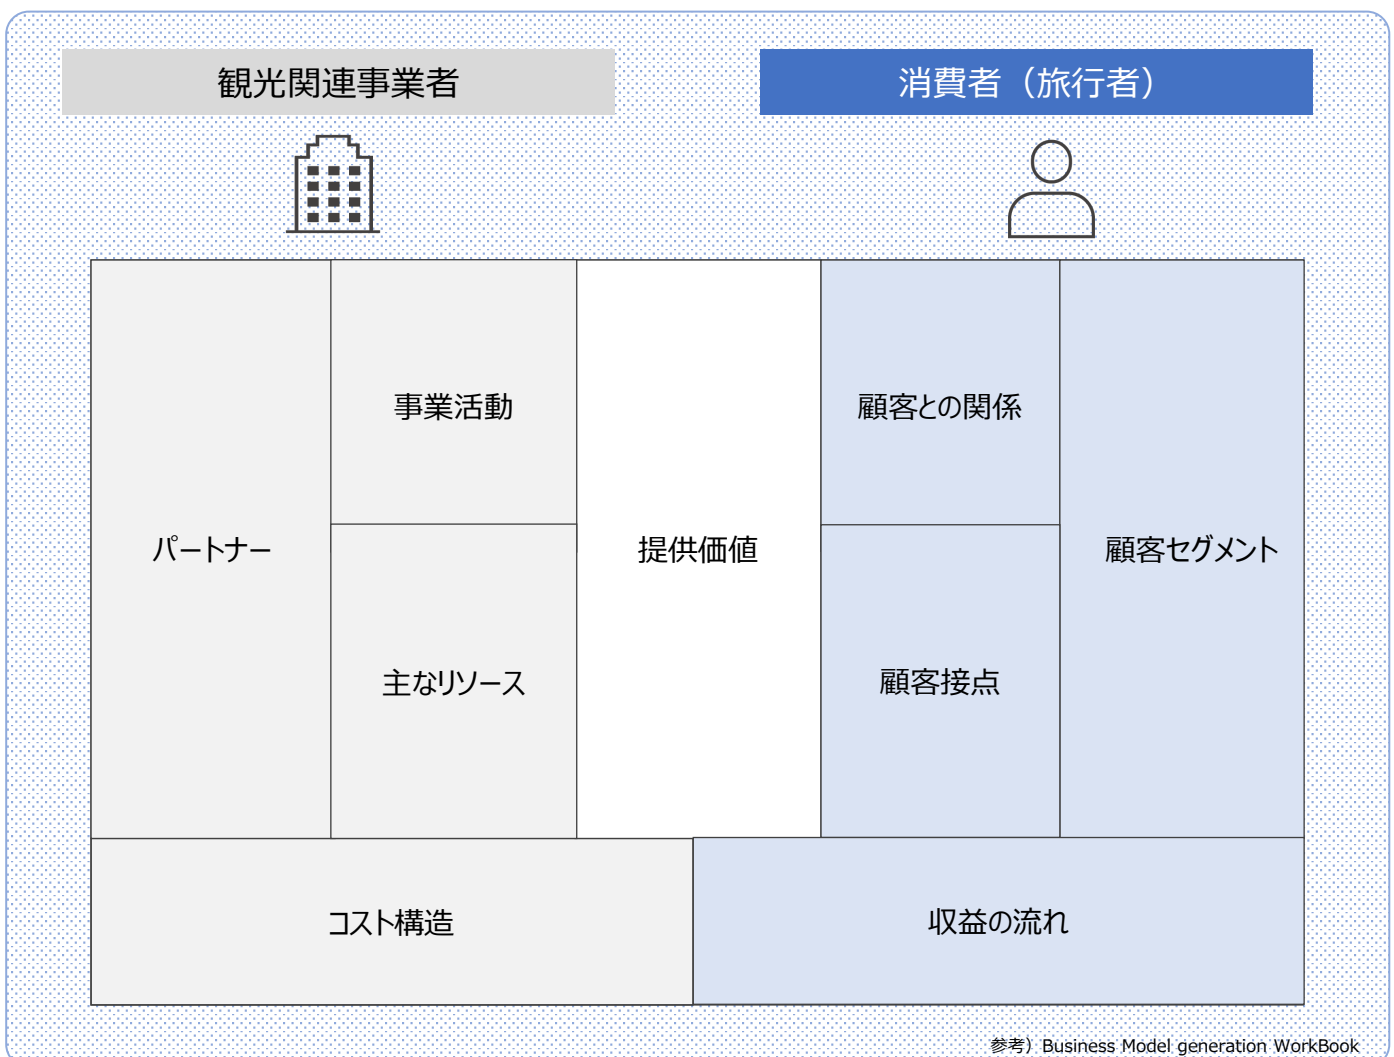 観光関連事業者
消費者（旅行者）
パートナー
事業活動
主なリソース
提供価値
顧客との関係
顧客接点
顧客セグメント
コスト構造
収益の流れ
参考）Business Model generation WorkBook